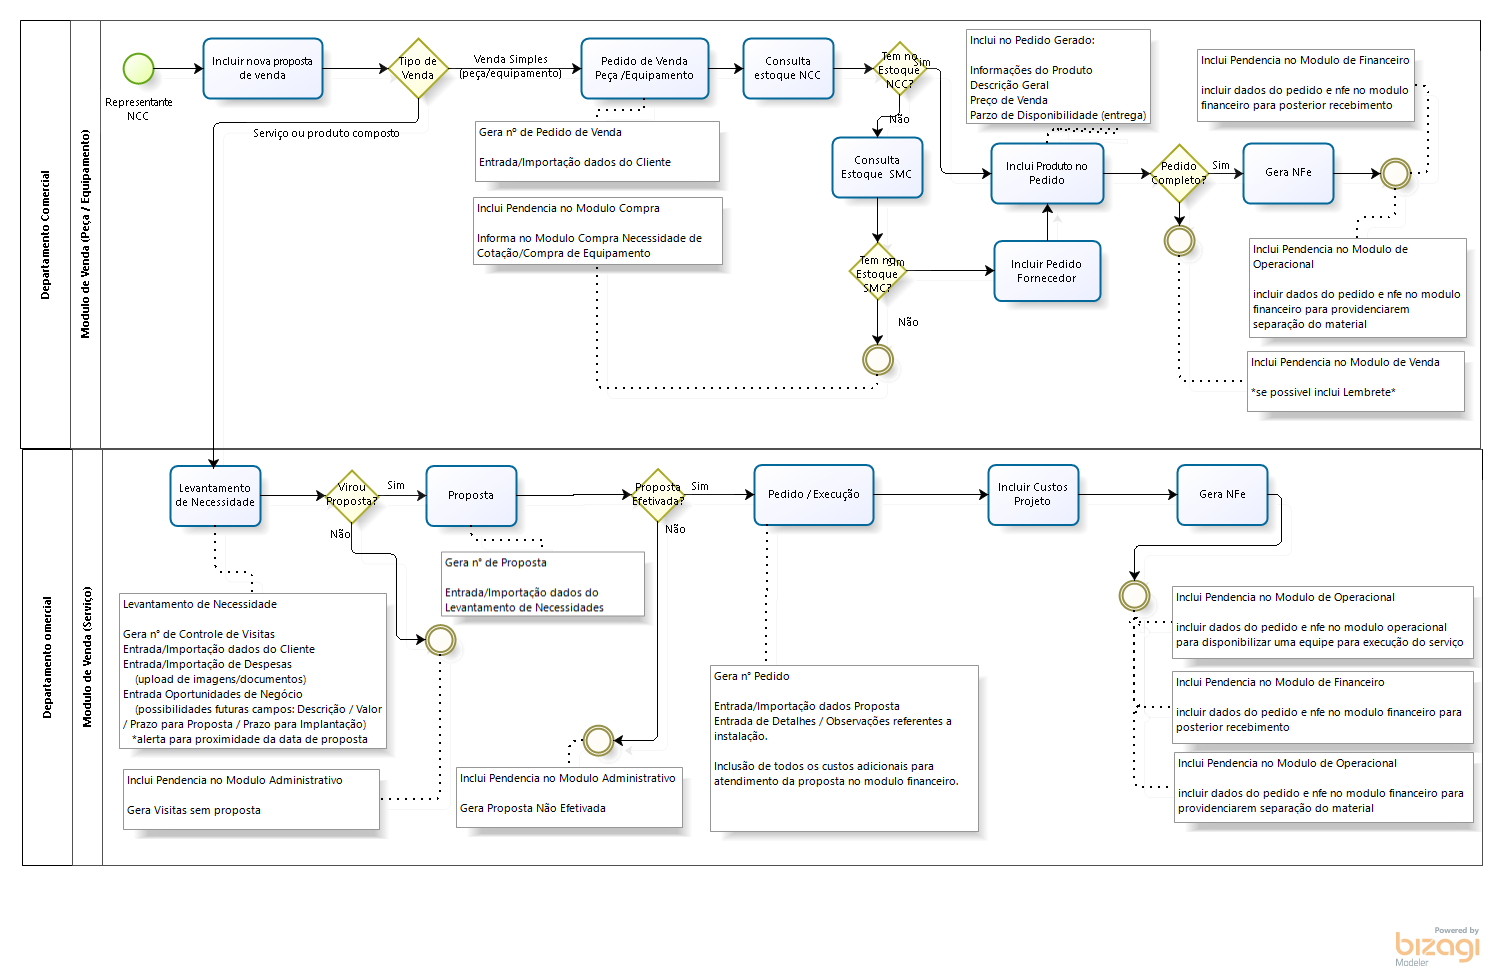 Departamento Comercial
Modulo de Venda (Peça / Equipamento)
Representante
NCC
Incluir nova proposta
de venda
Tipo de
Venda
Venda Simples
(peça/equipamento)
Serviço ou produto composto
Pedido de Venda
Peça /Equipamento
Gera nº de Pedido de Venda
Entrada/Importação dados do Cliente
Inclui Pendencia no Modulo Compra
Informa no Modulo Compra Necessidade de
Cotação/Compra de Equipamento
Consulta
estoque NCC
Tem no
Estoque
NCC?
Sim
Não
Consulta
Estoque SMC
Tem no
Estoque
SMC?
Sim
Não
Inclui no Pedido Gerado:
Informações do Produto
Descrição Geral
Preço de Venda
Parzo de Disponibilidade (entrega)
Inclui Produto no
Pedido
Incluir Pedido
Fornecedor
Pedido
Completo?
Sim
Gera NFe
Inclui Pendencia no Modulo de Financeiro
incluir dados do pedido e nfe no modulo
financeiro para posterior recebimento
Inclui Pendencia no Modulo de
Operacional
incluir dados do pedido e nfe no modulo
financeiro para providenciarem
separação do material
Inclui Pendencia no Modulo de Venda
*se possivel inclui Lembrete*
Departamento omercial
Modulo de Venda (Serviço)
Levantamento
de Necessidade
Virou
Proposta?
Sim
Não
Proposta
Proposta
Efetivada?
Sim
Não
Pedido / Execução
Incluir Custos
Projeto
Gera NFe
Gera n° de Proposta
Entrada/Importação dados do
Levantamento de Necessidades
Levantamento de Necessidade
Gera n° de Controle de Visitas
Entrada/Importação dados do Cliente
Entrada/Importação de Despesas
(upload de imagens/documentos)
Entrada Oportunidades de Negócio
(possibilidades futuras campos: Descrição / Valor
/ Prazo para Proposta / Prazo para Implantação)
*alerta para proximidade da data de proposta
Inclui Pendencia no Modulo Administrativo
Gera Visitas sem proposta
Inclui Pendencia no Modulo Administrativo
Gera Proposta Não Efetivada
Gera n° Pedido
Entrada/Importação dados Proposta
Entrada de Detalhes / Observações referentes a
instalação.
Inclusão de todos os custos adicionais para
atendimento da proposta no modulo financeiro.
Inclui Pendencia no Modulo de Operacional
incluir dados do pedido e nfe no modulo operacional
para disponibilizar uma equipe para execução do serviço
Inclui Pendencia no Modulo de Financeiro
incluir dados do pedido e nfe no modulo financeiro para
posterior recebimento
Inclui Pendencia no Modulo de Operacional
incluir dados do pedido e nfe no modulo financeiro para
providenciarem separação do material
Powered by
bizagi
Modeler